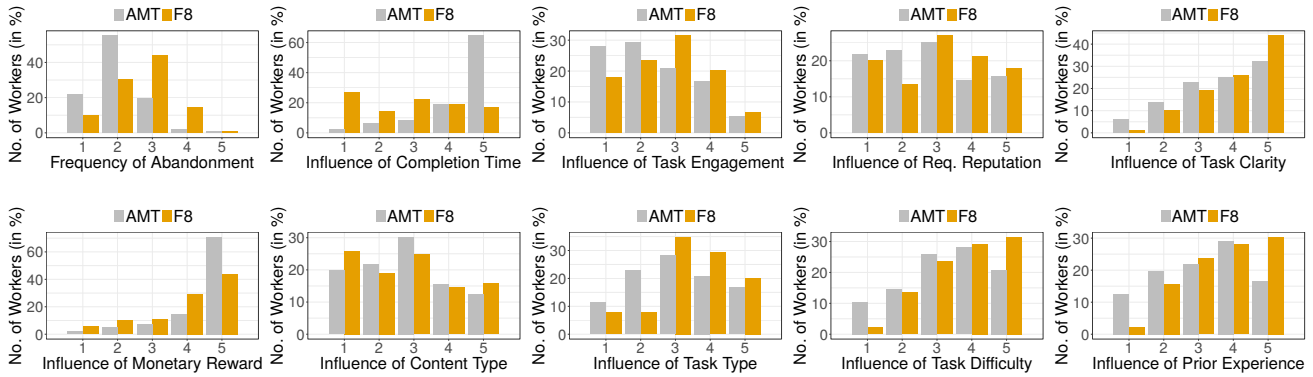 AMT F8
No. of Workers (in %)
40
20
0
1 2 3 4 5
Frequency of Abandonment
AMT F8
No. of Workers (in %)
60
40
20
0
1 2 3 4 5
Influence of Completion Time
AMT F8
No. of Workers (in %)
30
20
10
0
1 2 3 4 5
Influence of Task Engagement
AMT F8
No. of Workers (in %)
20
10
0
1 2 3 4 5
Influence of Req. Reputation
AMT F8
No. of Workers (in %)
40
30
20
10
0
1 2 3 4 5
Influence of Task Clarity
AMT F8
No. of Workers (in %)
60
40
20
0
1 2 3 4 5
Influence of Monetary Reward
AMT F8
No. of Workers (in %)
30
20
10
0
1 2 3 4 5
Influence of Content Type
AMT F8
No. of Workers (in %)
30
20
10
0
1 2 3 4 5
Influence of Task Type
AMT F8
No. of Workers (in %)
30
20
10
0
1 2 3 4 5
Influence of Task Difficulty
AMT F8
No. of Workers (in %)
30
20
10
0
1 2 3 4 5
Influence of Prior Experience